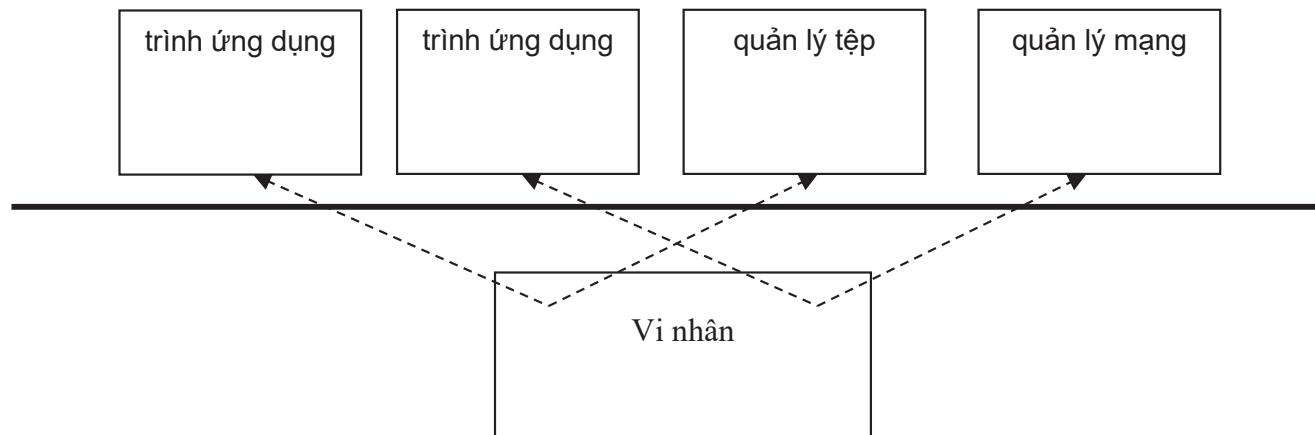 trình ứng dụng
trình ứng dụng
quản lý tệp
quản lý mạng
Vi nhân